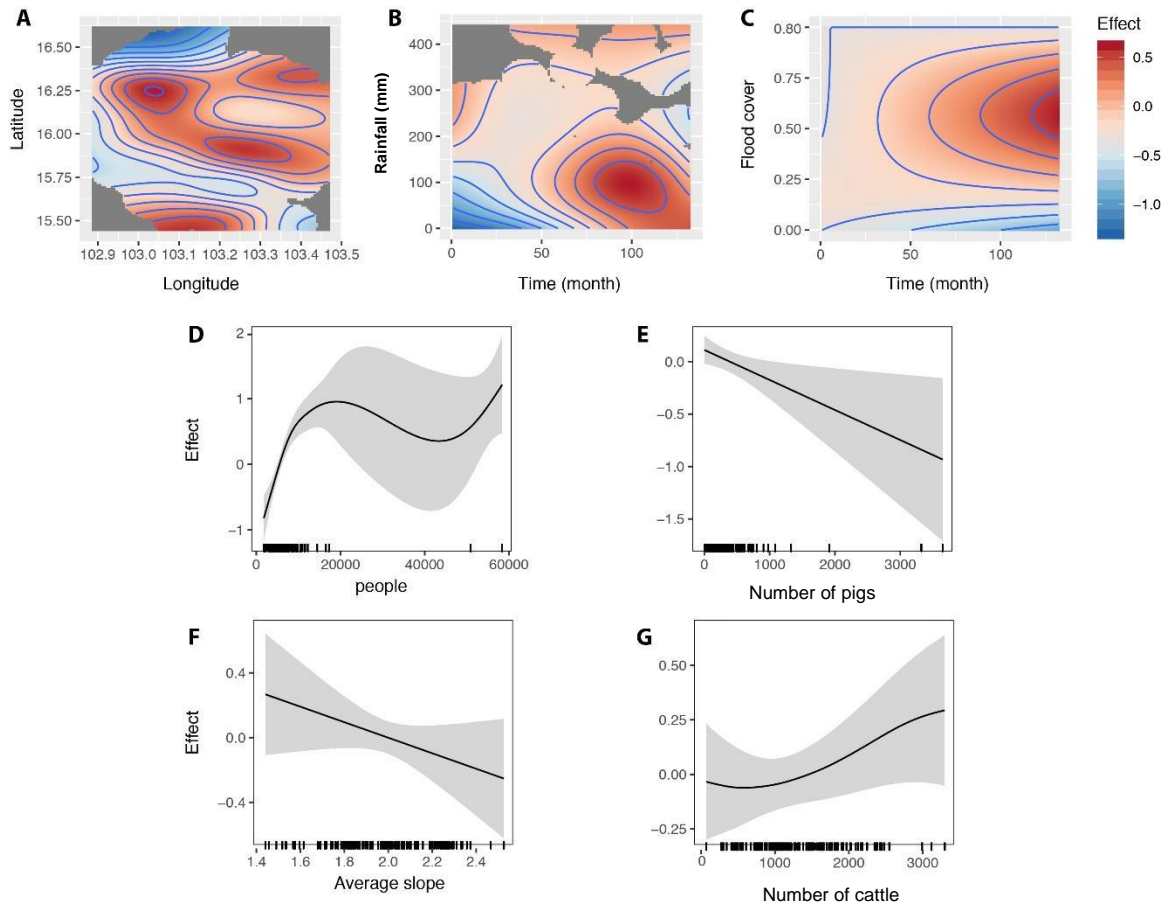 A
16.50
16.25
16.00
15.75
15.50
Latitude
102.9 103.0 103.1 103.2 103.3 103.4 103.5
Longitude
B
400
300
200
100
0
Rainfall (mm)
0 50 100
Time (month)
C
0.80
0.75
0.50
0.25
0.00
Flood cover
0 50 100
Time (month)
Effect
0.5
0.0
−0.5
−1.0
D
2
1
0
−1
Effect
0 20000 40000 60000
people
E
0.0
−0.5
−1.0
−1.5
0 1000 2000 3000
Number of pigs
F
0.4
0.0
−0.4
Effect
1.4 1.6 1.8 2.0 2.2 2.4
Average slope
G
0.50
0.25
0.00
−0.25
0 1000 2000 3000
Number of cattle